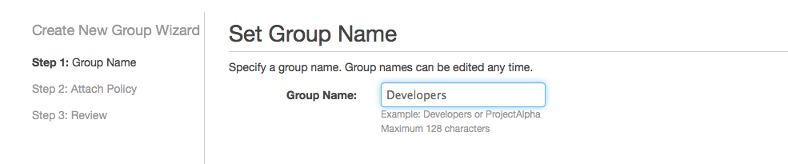 Create New Group Wizard
Step 1: Group Name
Step 2: Attach Policy
Step 3: Review
Set Group Name
Specify a group name. Group names can be edited any time.
Group Name: Developers
Example: Developers or ProjectAlpha
Maximum 128 characters